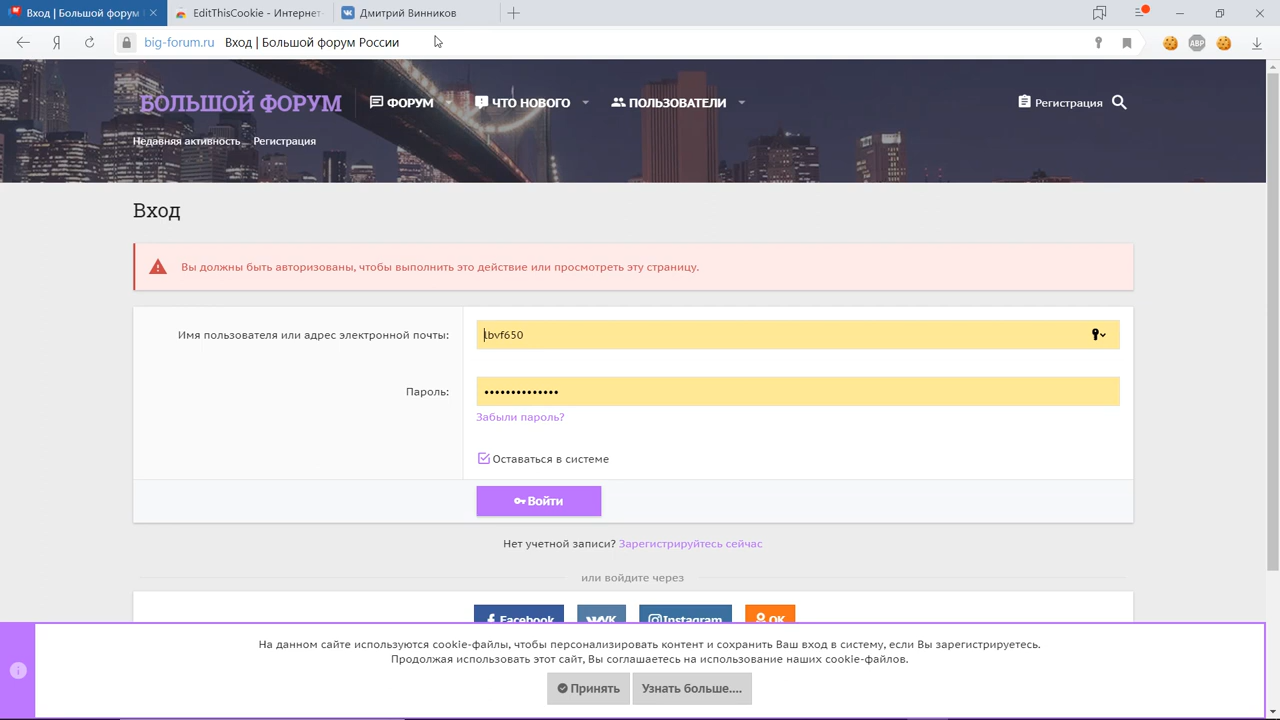 Вход | Большой форум
EditThisCookie - Интернет-
Дмитрий Винников
Я
big-forum.ru Вход | Большой форум России
ABP
БОЛЬШОЙ ФОРУМ
ФОРУМ
ЧТО НОВОГО
ПОЛЬЗОВАТЕЛИ
Регистрация
Недавняя активность
Регистрация
Вход
Вы должны быть авторизованы, чтобы выполнить это действие или просмотреть эту страницу.
Имя пользователя или адрес электронной почты:
lbvf650
Пароль:
••••••••••••••
Забыли пароль?
Оставаться в системе
Войти
Нет учетной записи? Зарегистрируйтесь сейчас
или войдите через
Facebook
VK
Instagram
OK
На данном сайте используются cookie-файлы, чтобы персонализировать контент и сохранить Ваш вход в систему, если Вы зарегистрируетесь.
Продолжая использовать этот сайт, Вы соглашаетесь на использование наших cookie-файлов.
Принять
Узнать больше....